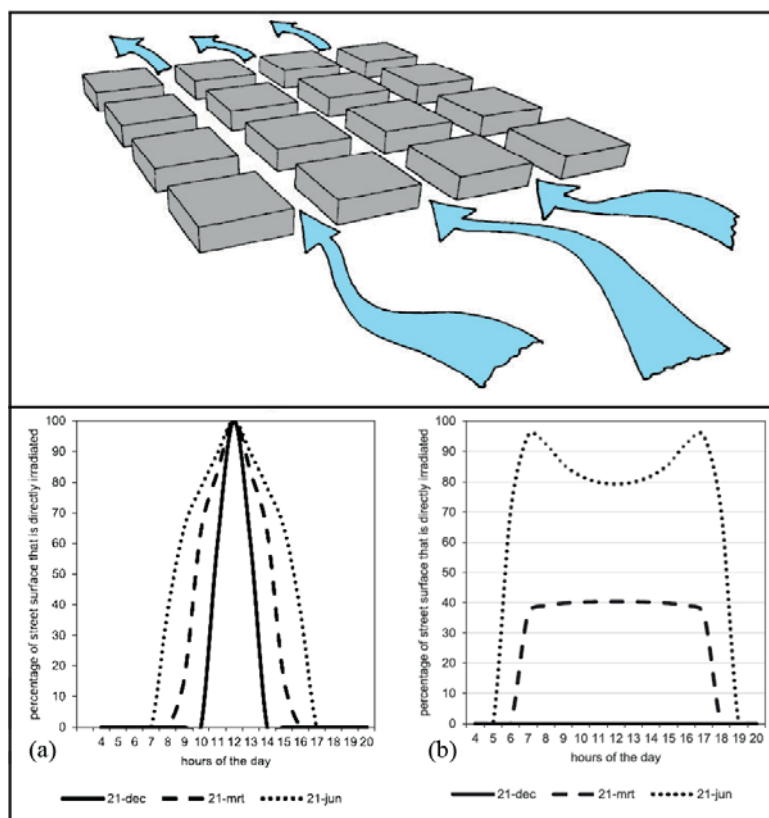 percentage of street surface that is directly irradiated
100
90
80
70
60
50
40
30
20
10
0
4 5 6 7 8 9 10 11 12 13 14 15 16 17 18 19 20
(a)
hours of the day
21-dec 21-mrt 21-jun
percentage of street surface that is directly irradiated
100
90
80
70
60
50
40
30
20
10
0
4 5 6 7 8 9 10 11 12 13 14 15 16 17 18 19 20
(b)
hours of the day
21-dec 21-mrt 21-jun